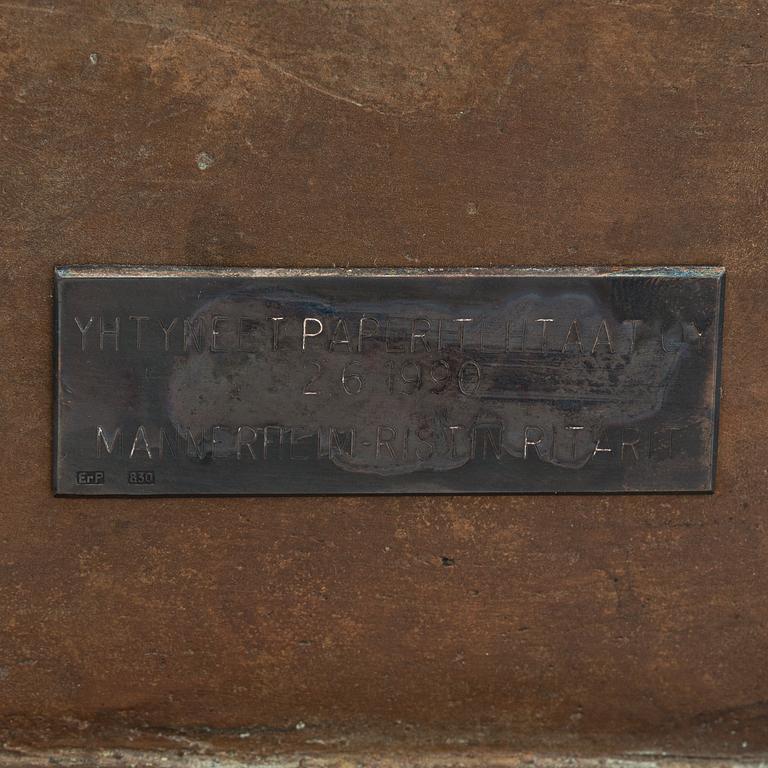 YHTYNEET PAPERITEHTAAT OY
2.6.1990
MANNERHEIM-RISTIN RITARIT
ErP 830